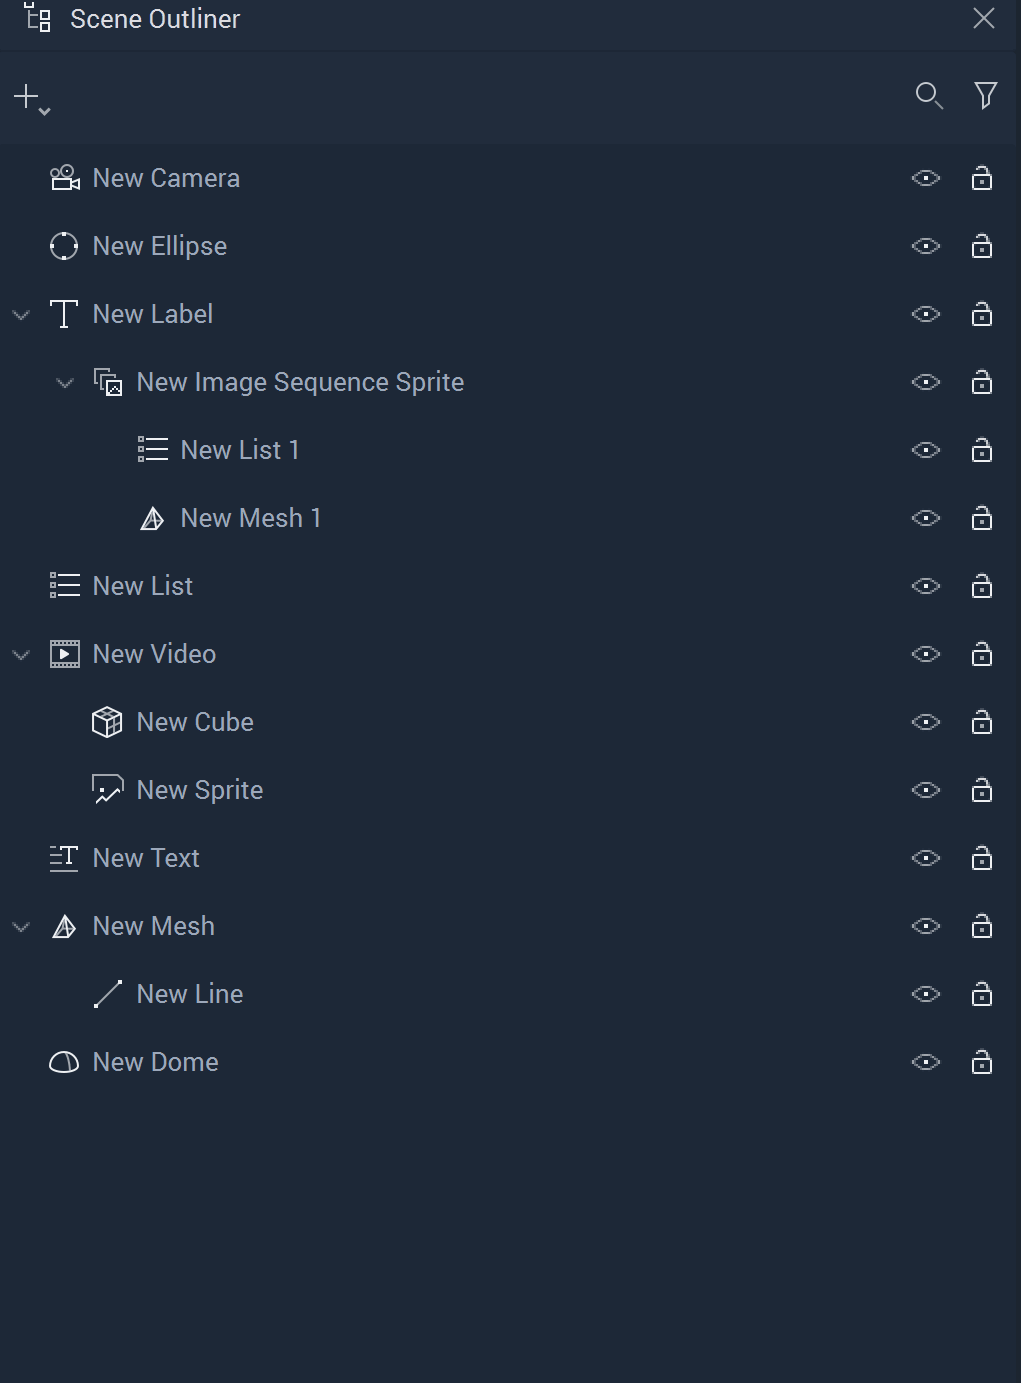 Scene Outliner
New Camera
New Ellipse
New Label
New Image Sequence Sprite
New List 1
New Mesh 1
New List
New Video
New Cube
New Sprite
New Text
New Mesh
New Line
New Dome